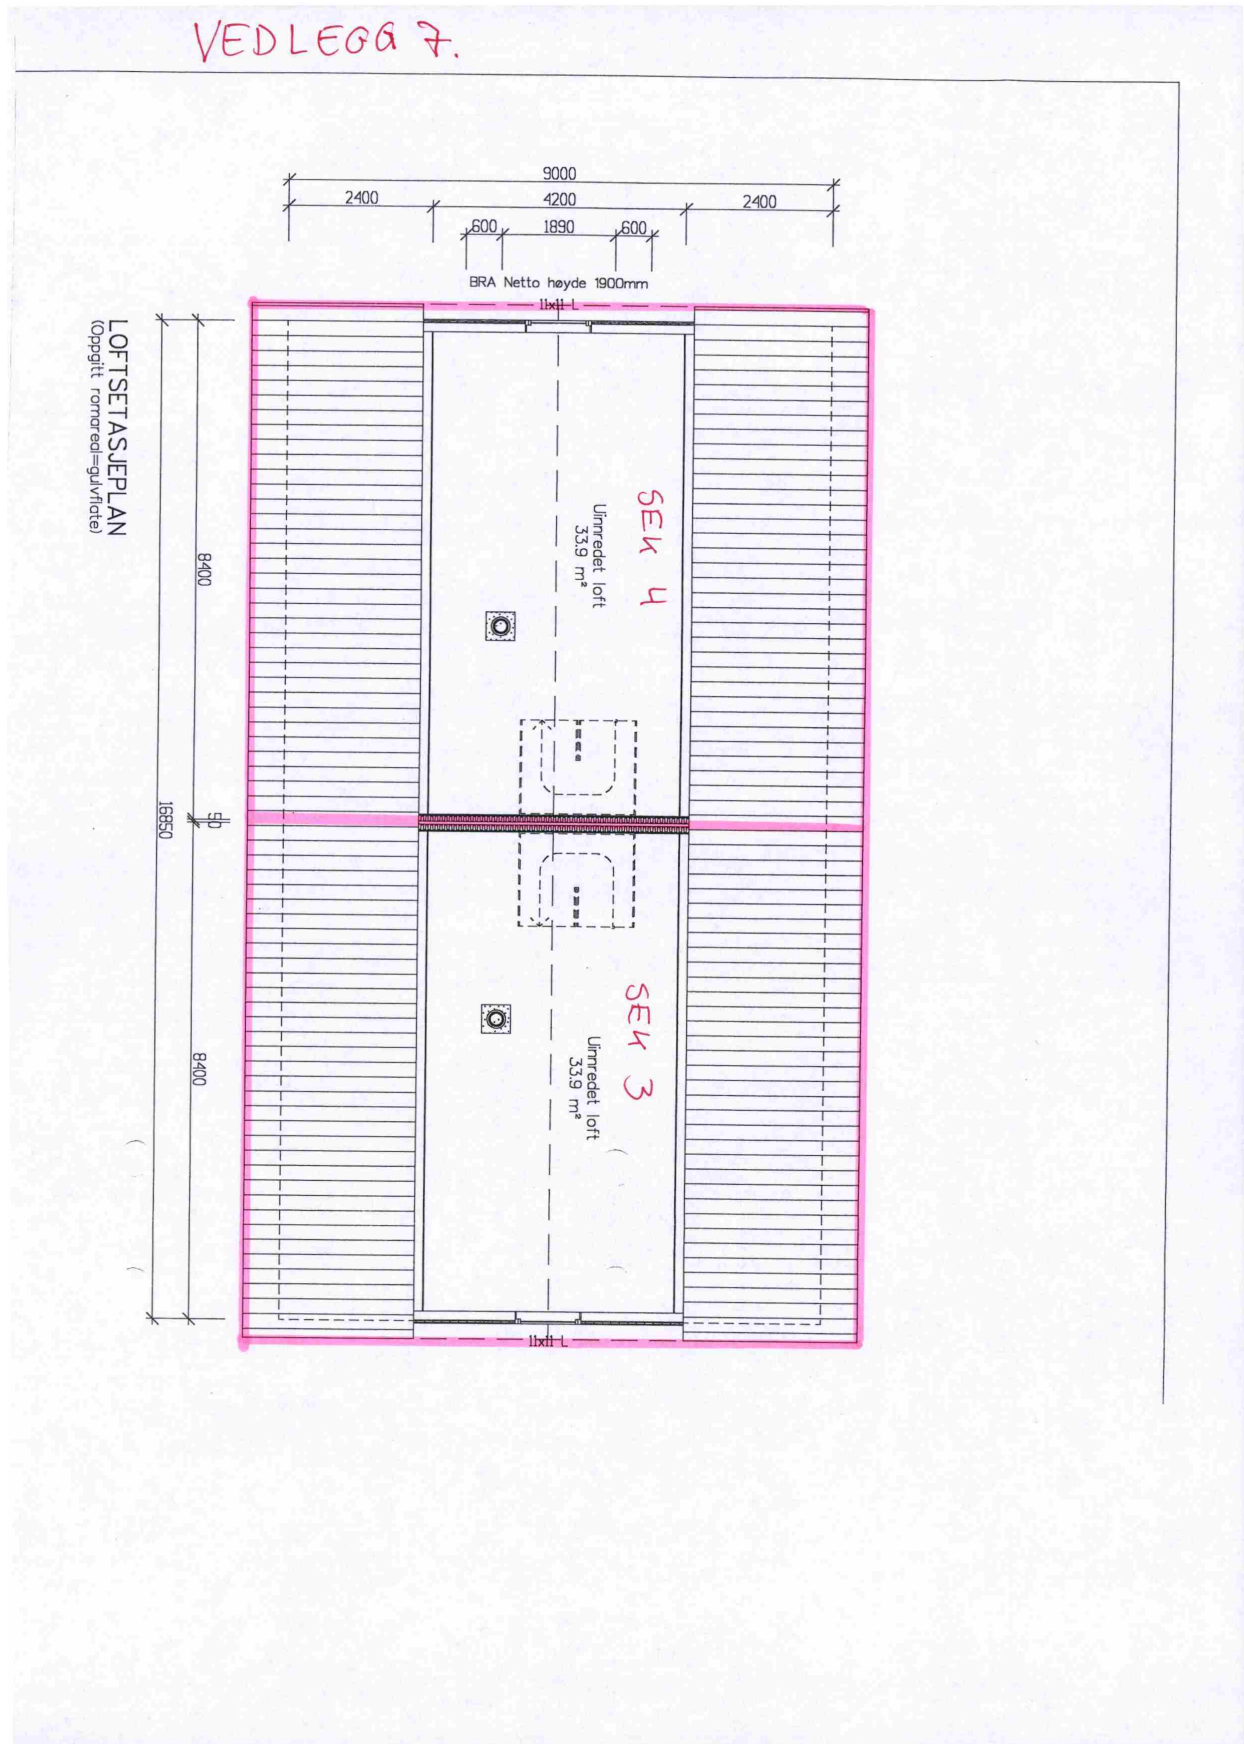 VEDLEGG 7.
9000
2400 4200 2400
600 1890 600
BRA Netto høyde 1900mm
11x11 L
LOFTSETASJEPLAN
(Oppgitt romareal=gulvflate)
SEK 4
Uinnredet loft
33.9 m²
8400
50
16850
SEK 3
Uinnredet loft
33.9 m²
8400
11x11 L